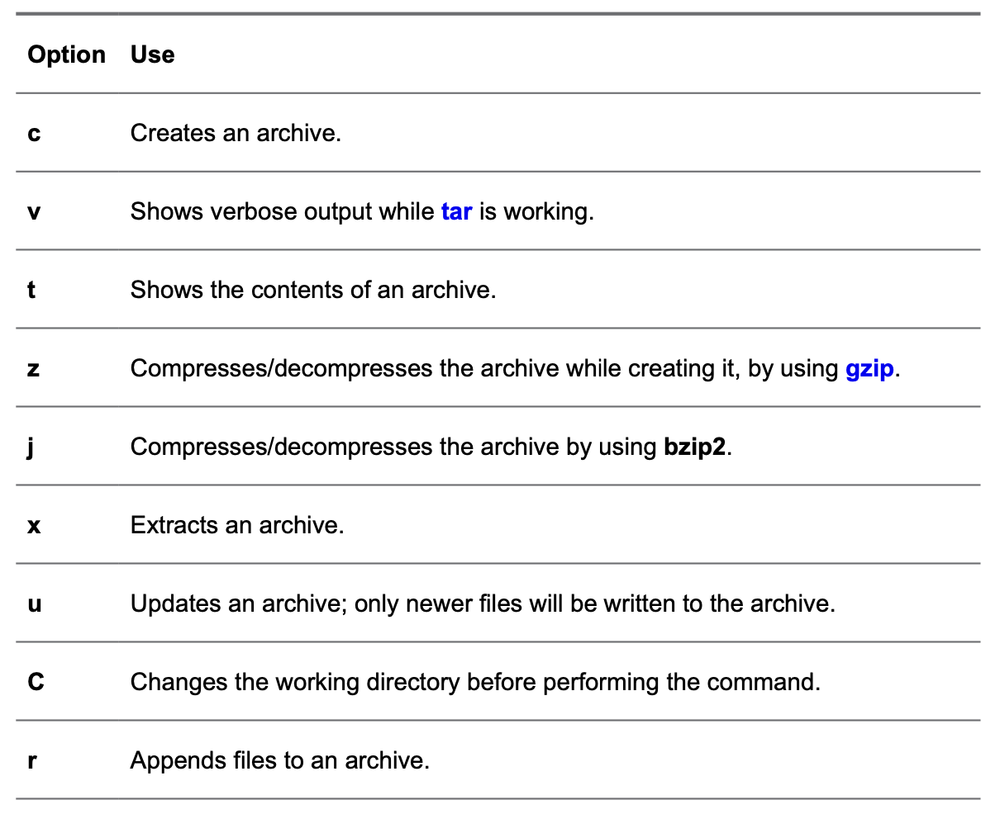 Option Use
c Creates an archive.
v Shows verbose output while tar is working.
t Shows the contents of an archive.
z Compresses/decompresses the archive while creating it, by using gzip.
j Compresses/decompresses the archive by using bzip2.
x Extracts an archive.
u Updates an archive; only newer files will be written to the archive.
C Changes the working directory before performing the command.
r Appends files to an archive.